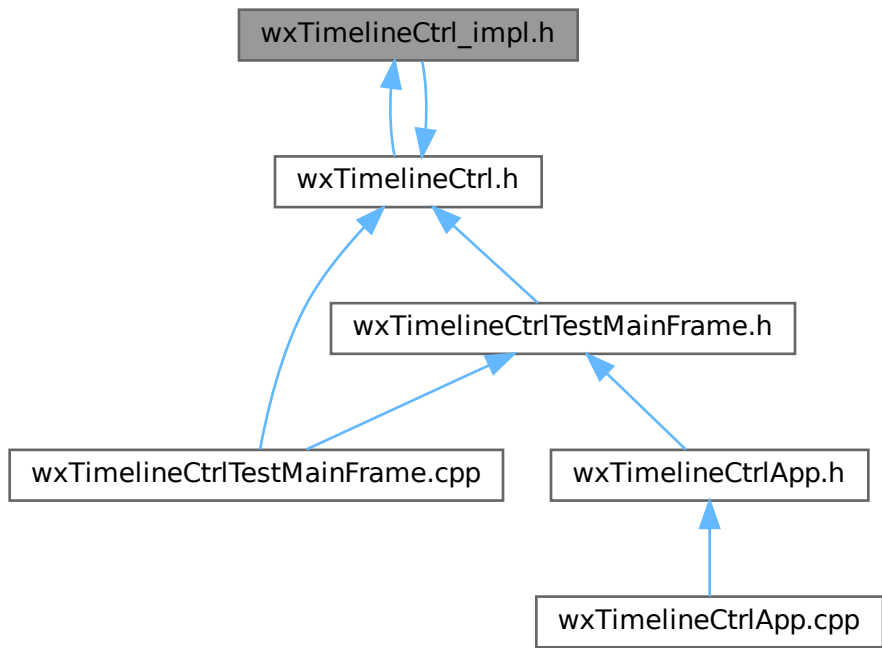 wxTimelineCtrl_impl.h
wxTimelineCtrl.h
wxTimelineCtrlTestMainFrame.h
wxTimelineCtrlTestMainFrame.cpp
wxTimelineCtrlApp.h
wxTimelineCtrlApp.cpp